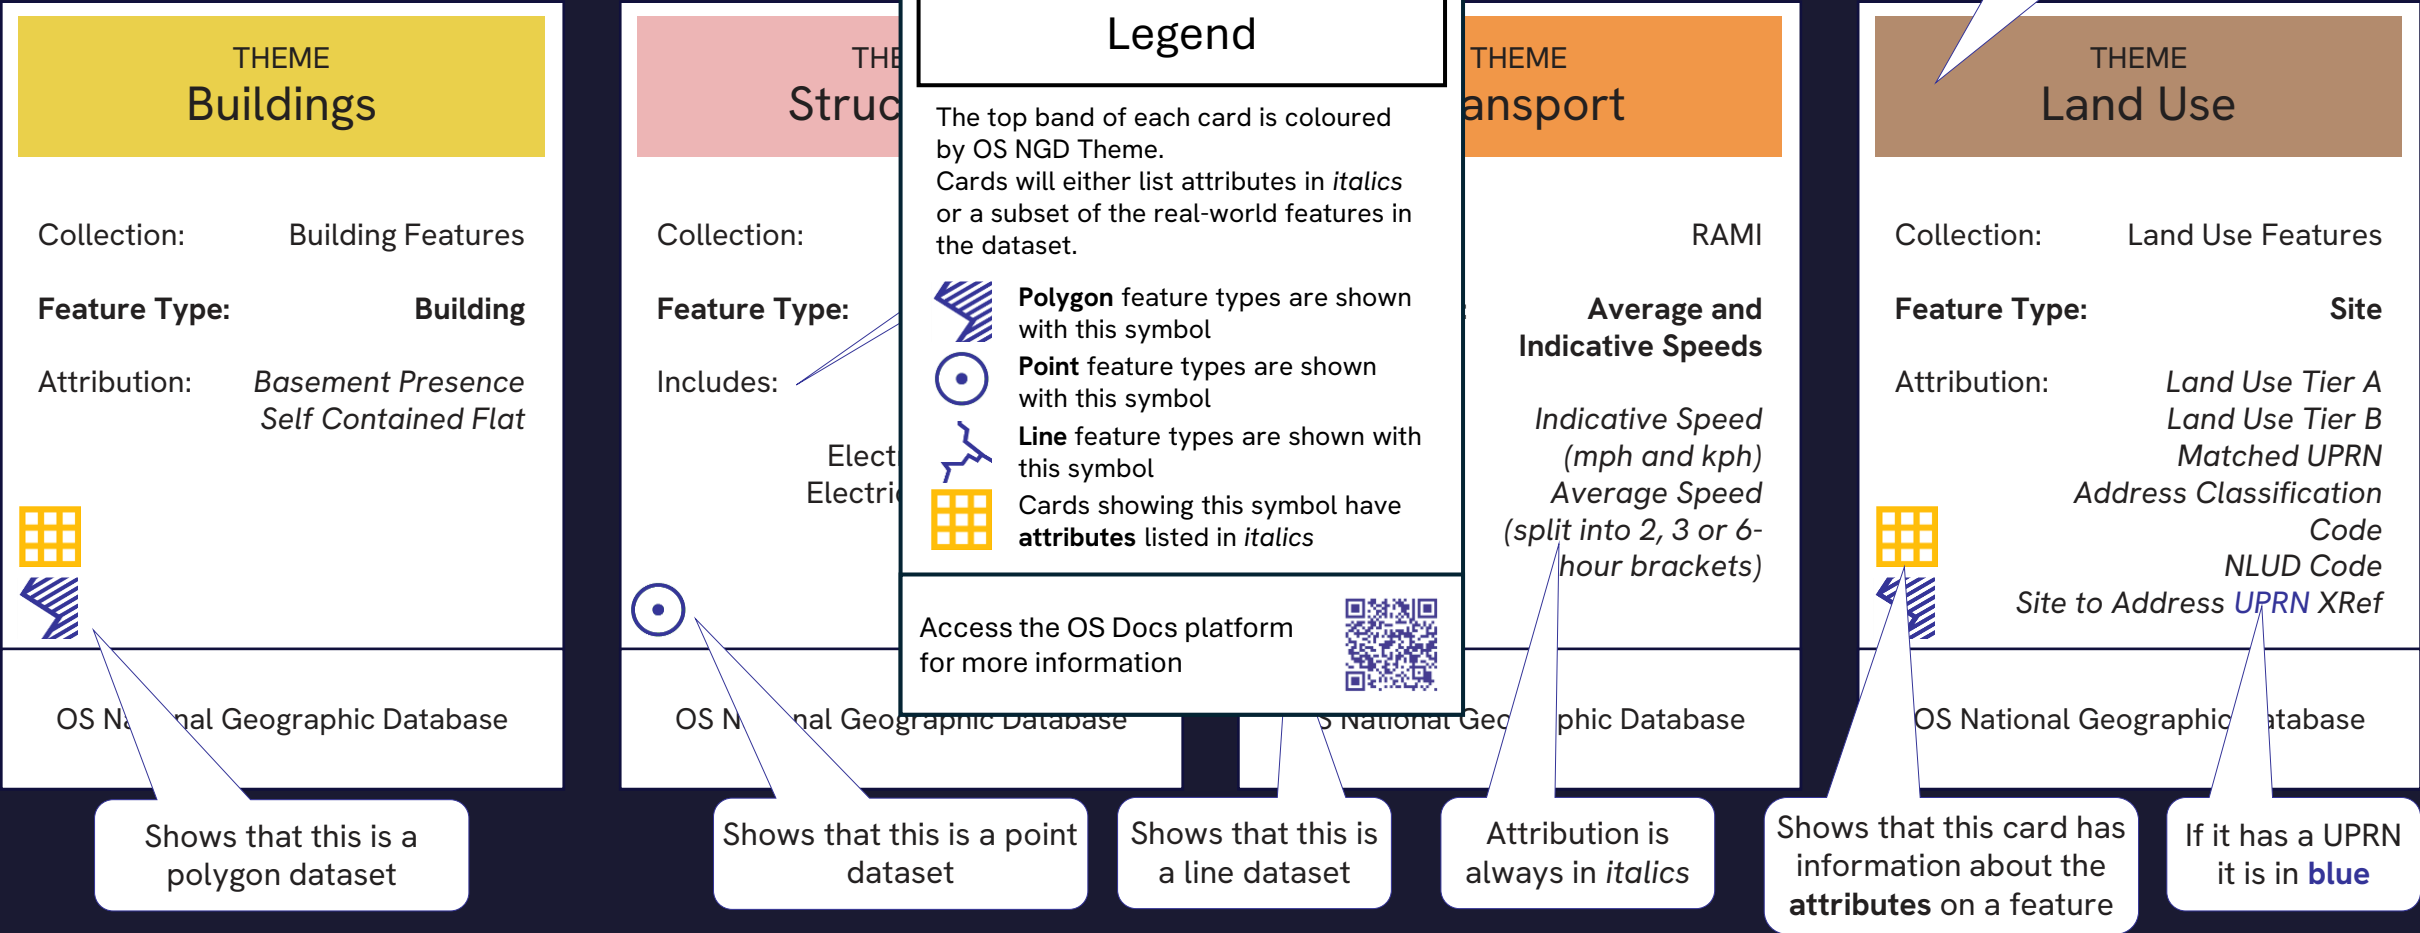 THEME
Buildings
Collection: Building Features
Feature Type: Building
Attribution: Basement Presence
Self Contained Flat
OS National Geographic Database
Shows that this is a
polygon dataset
Collection:
Feature Type:
Includes:
OS National Geographic Database
Shows that this is a point
dataset
Legend
The top band of each card is coloured
by OS NGD Theme.
Cards will either list attributes in italics
or a subset of the real-world features in
the dataset.
Polygon feature types are shown
with this symbol
Point feature types are shown
with this symbol
Line feature types are shown with
this symbol
Cards showing this symbol have
attributes listed in italics
Access the OS Docs platform
for more information
THEME
RAMI
Average and
Indicative Speeds
Indicative Speed
(mph and kph)
Average Speed
(split into 2, 3 or 6-
hour brackets)
OS National Geographic Database
Shows that this is
a line dataset
Attribution is
always in italics
THEME
Land Use
Collection: Land Use Features
Feature Type: Site
Attribution: Land Use Tier A
Land Use Tier B
Matched UPRN
Address Classification
Code
NLUD Code
Site to Address UPRN XRef
OS National Geographic Database
Shows that this card has
information about the
attributes on a feature
If it has a UPRN
it is in blue